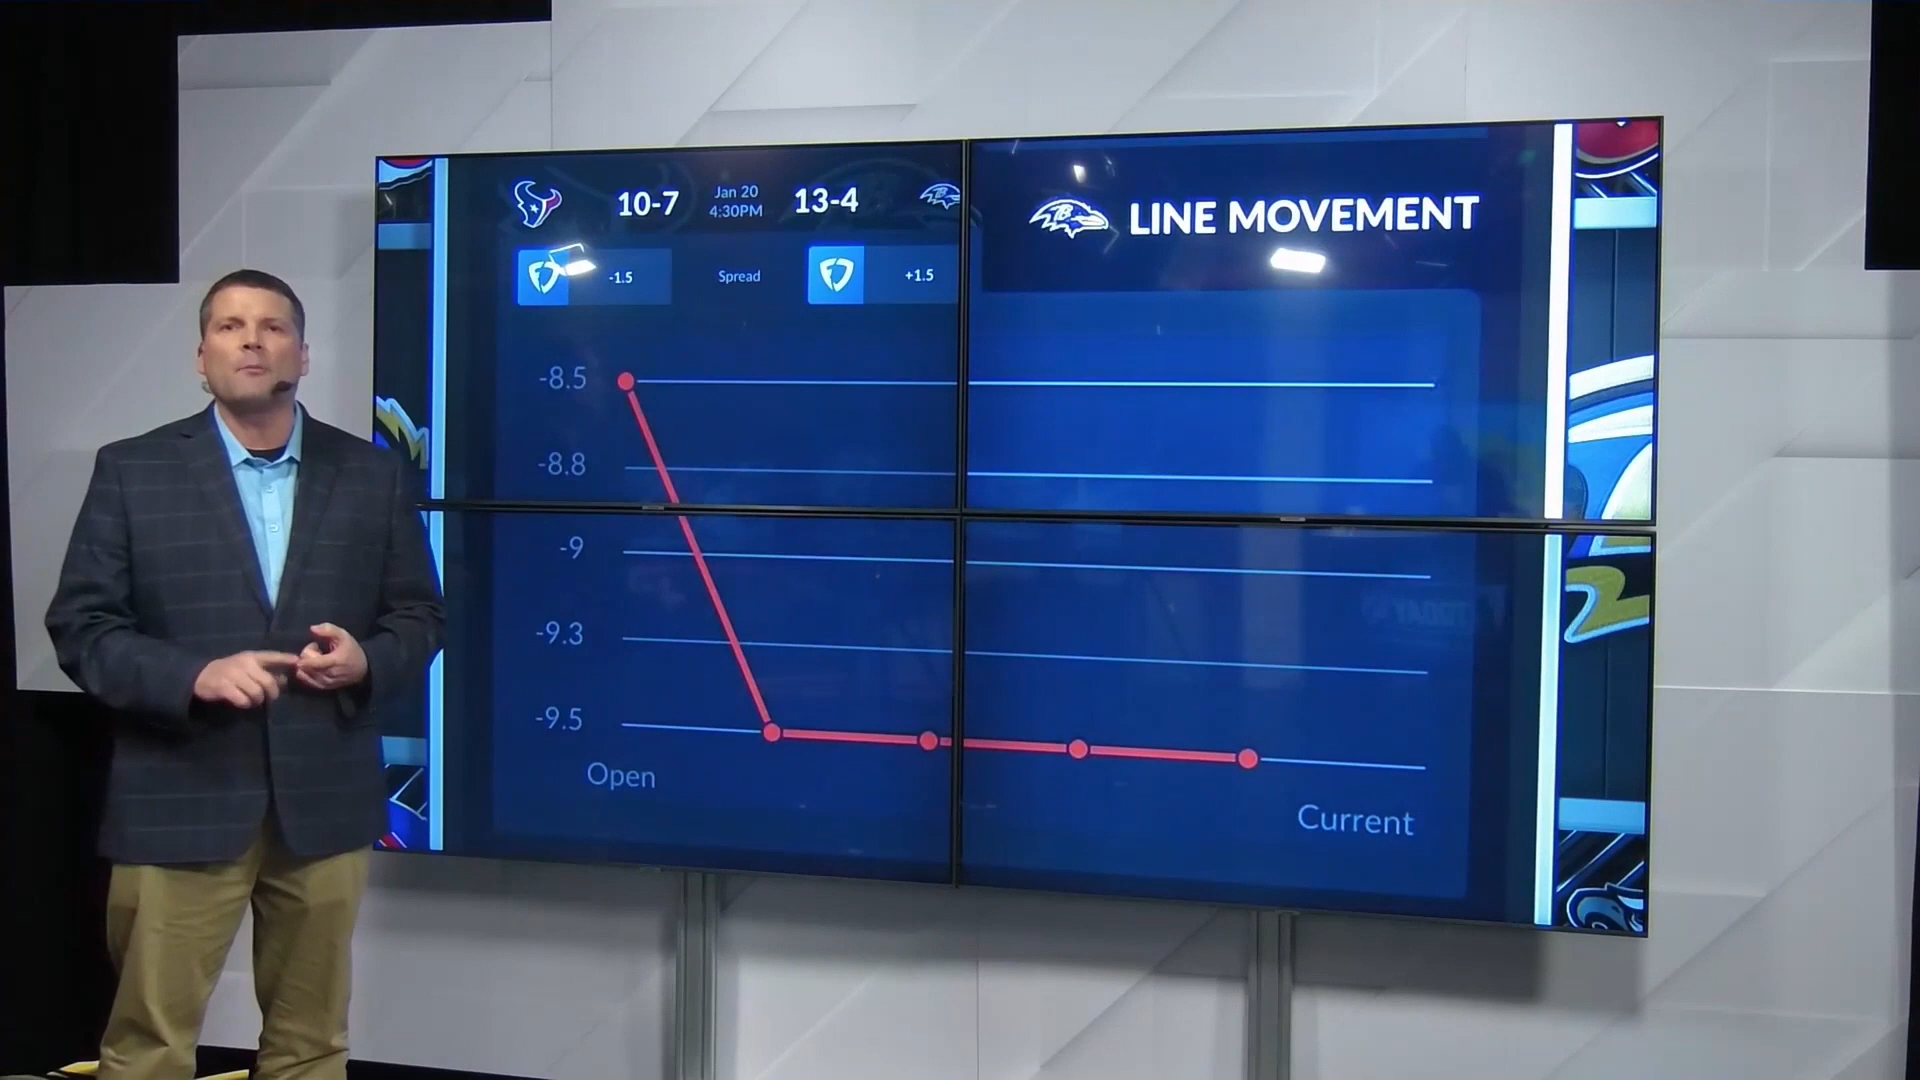 10-7
Jan 20
4:30PM
13-4
LINE MOVEMENT
-1.5
Spread
+1.5
-8.5
-8.8
-9
-9.3
-9.5
Open
Current